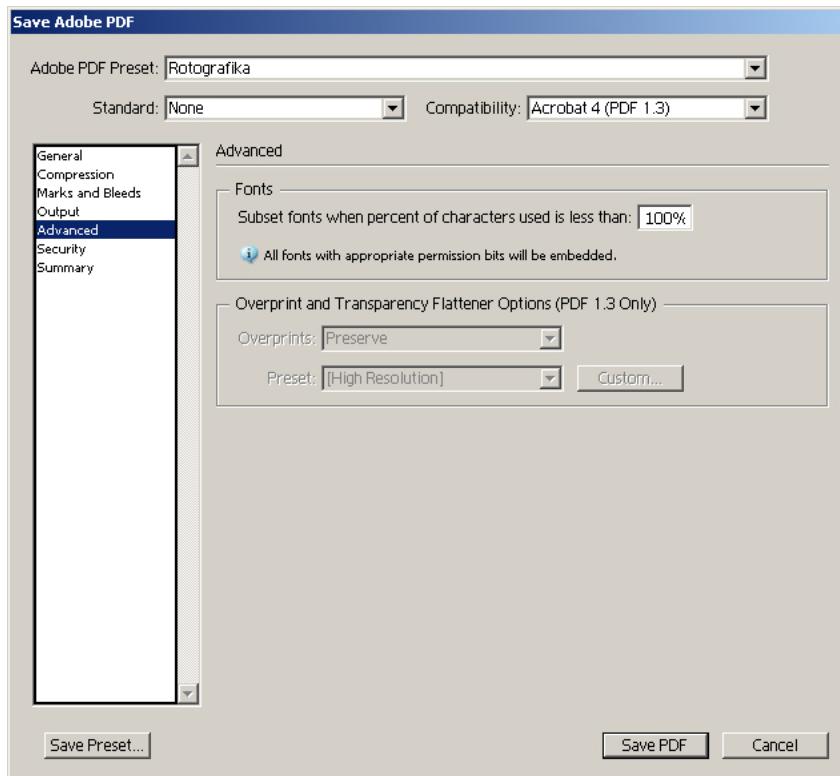 Save Adobe PDF
Adobe PDF Preset: Rotografika
Standard: None Compatibility: Acrobat 4 (PDF 1.3)
General
Compression
Marks and Bleeds
Output
Advanced
Security
Summary
Advanced
Fonts
Subset fonts when percent of characters used is less than: 100%
All fonts with appropriate permission bits will be embedded.
Overprint and Transparency Flattener Options (PDF 1.3 Only)
Overprints: Preserve
Preset: [High Resolution] Custom...
Save Preset... Save PDF Cancel